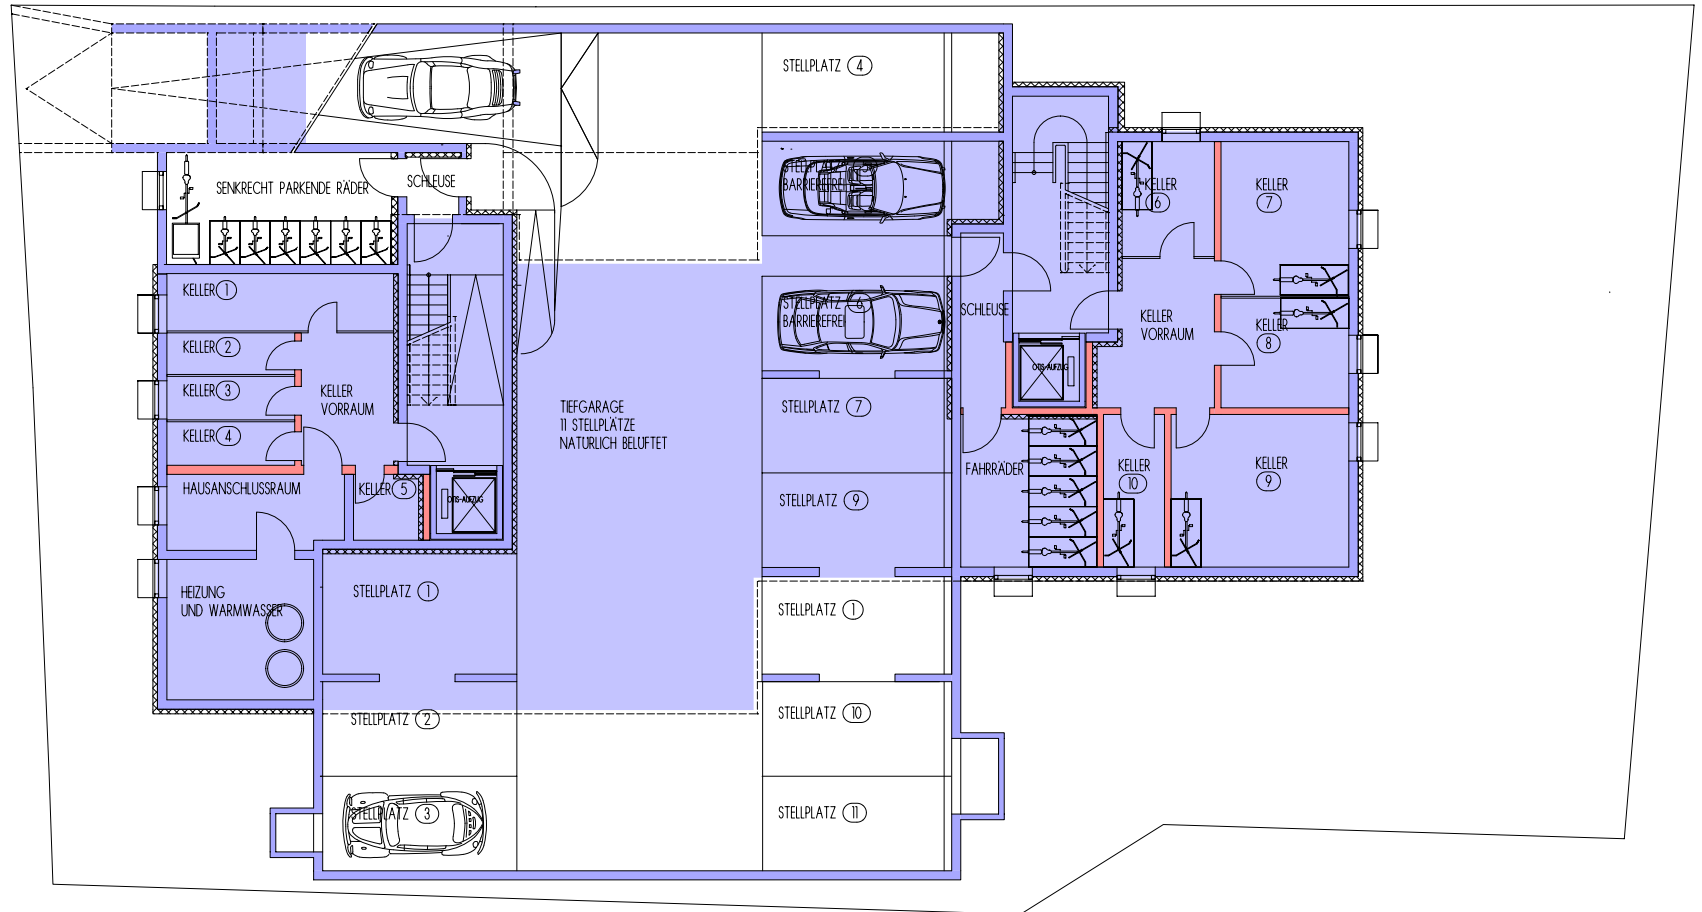 STELLPLATZ 4
SCHLEUSE
SENKRECHT PARKENDE RÄDER
STELLPLATZ 5
BARRIEREFREI
KELLER
6
KELLER
7
KELLER 1
STELLPLATZ 6
BARRIEREFREI
SCHLEUSE
KELLER
VORRAUM
KELLER
8
KELLER 2
KELLER 3
KELLER 4
KELLER
VORRAUM
OTIS-AUFZUG
TIEFGARAGE
11 STELLPLÄTZE
NATÜRLICH BELÜFTET
STELLPLATZ 7
FAHRRÄDER
KELLER
10
KELLER
9
HAUSANSCHLUSSRAUM
KELLER 5
OTIS-AUFZUG
STELLPLATZ 9
HEIZUNG
UND WARMWASSER
STELLPLATZ 1
STELLPLATZ 1
STELLPLATZ 2
STELLPLATZ 10
STELLPLATZ 3
STELLPLATZ 11